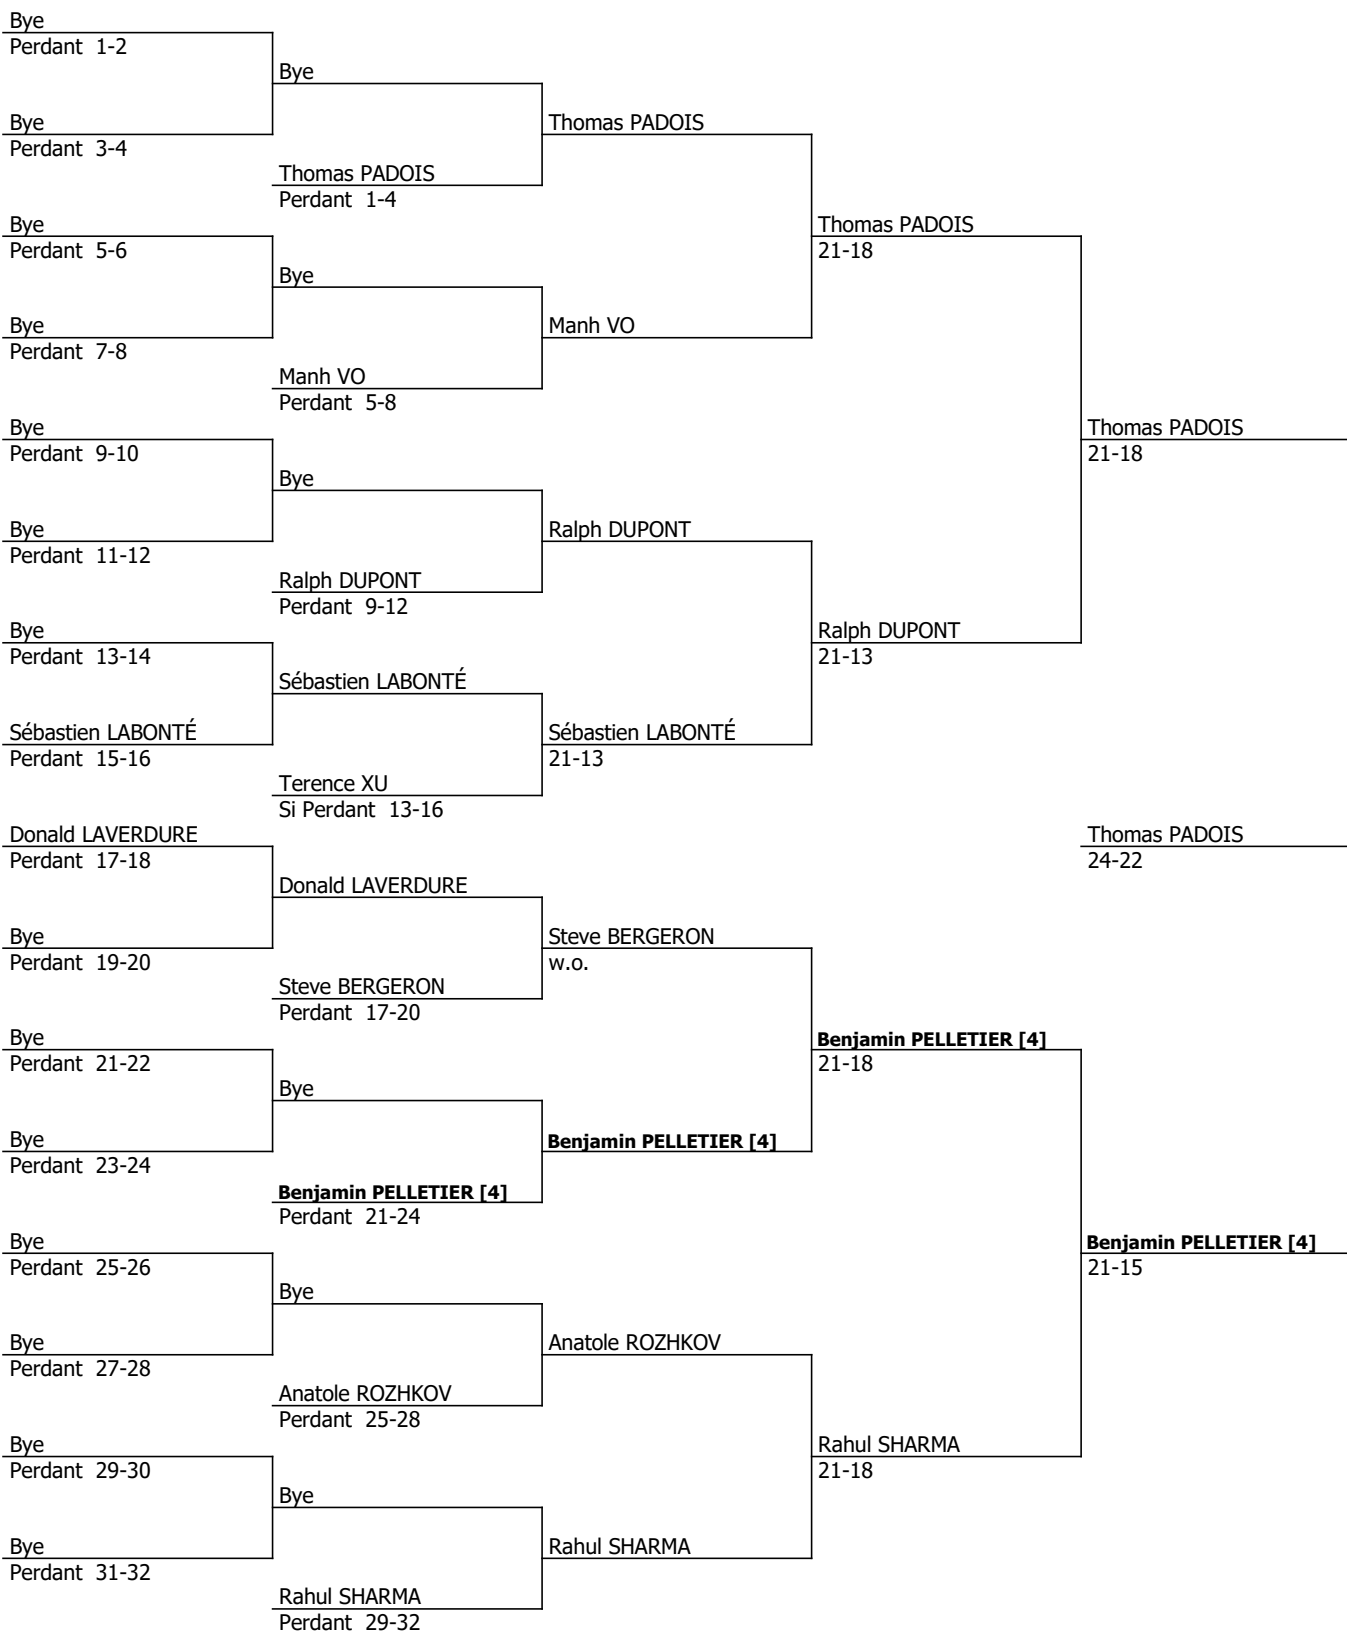 Bye
Perdant 1-2
Bye
Bye
Perdant 3-4
Thomas PADOIS
Thomas PADOIS
Perdant 1-4
Bye
Perdant 5-6
Thomas PADOIS
21-18
Bye
Bye
Perdant 7-8
Manh VO
Manh VO
Perdant 5-8
Bye
Perdant 9-10
Thomas PADOIS
21-18
Bye
Bye
Perdant 11-12
Ralph DUPONT
Ralph DUPONT
Perdant 9-12
Bye
Perdant 13-14
Ralph DUPONT
21-13
Sébastien LABONTÉ
Sébastien LABONTÉ
Perdant 15-16
Sébastien LABONTÉ
21-13
Terence XU
Si Perdant 13-16
Donald LAVERDURE
Perdant 17-18
Thomas PADOIS
24-22
Donald LAVERDURE
Bye
Perdant 19-20
Steve BERGERON
w.o.
Steve BERGERON
Perdant 17-20
Bye
Perdant 21-22
Benjamin PELLETIER [4]
21-18
Bye
Bye
Perdant 23-24
Benjamin PELLETIER [4]
Benjamin PELLETIER [4]
Perdant 21-24
Bye
Perdant 25-26
Benjamin PELLETIER [4]
21-15
Bye
Bye
Perdant 27-28
Anatole ROZHKOV
Anatole ROZHKOV
Perdant 25-28
Bye
Perdant 29-30
Rahul SHARMA
21-18
Bye
Bye
Perdant 31-32
Rahul SHARMA
Rahul SHARMA
Perdant 29-32